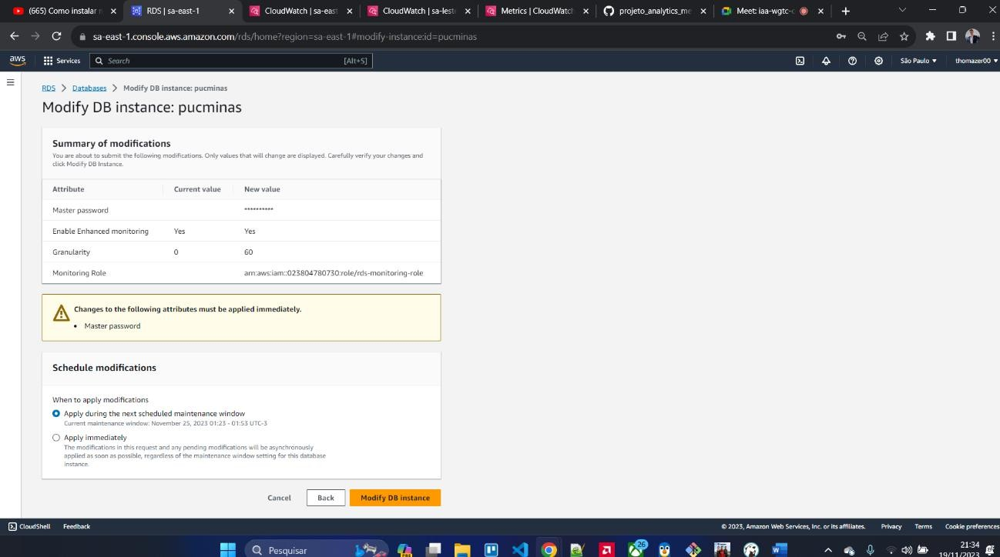 (665) Como instalar r
RDS | sa-east-1
CloudWatch | sa-eas
CloudWatch | sa-leste
Metrics | CloudWatch
projeto_analytics_me
Meet: iaa-wgtc-c
sa-east-1.console.aws.amazon.com/rds/home?region=sa-east-1#modify-instance:id=pucminas
aws
Services
Search
[Alt+S]
São Paulo
thomazer00
RDS
Databases
Modify DB instance: pucminas
Modify DB instance: pucminas
Summary of modifications
You are about to submit the following modifications. Only values that will change are displayed. Carefully verify your changes and
click Modify DB Instance.
Attribute Current value New value
Master password **********
Enable Enhanced monitoring Yes Yes
Granularity 0 60
Monitoring Role arn:aws:iam::023804780730:role/rds-monitoring-role
Changes to the following attributes must be applied immediately.
• Master password
Schedule modifications
When to apply modifications
Apply during the next scheduled maintenance window
Current maintenance window: November 25, 2023 01:23 - 01:53 UTC-3
Apply immediately
The modifications in this request and any pending modifications will be asynchronously
applied as soon as possible, regardless of the maintenance window setting for this database
instance.
Cancel
Back
Modify DB instance
CloudShell
Feedback
© 2023, Amazon Web Services, Inc. or its affiliates.
Privacy
Terms
Cookie preferences
Pesquisar
26
21:34
19/11/2023